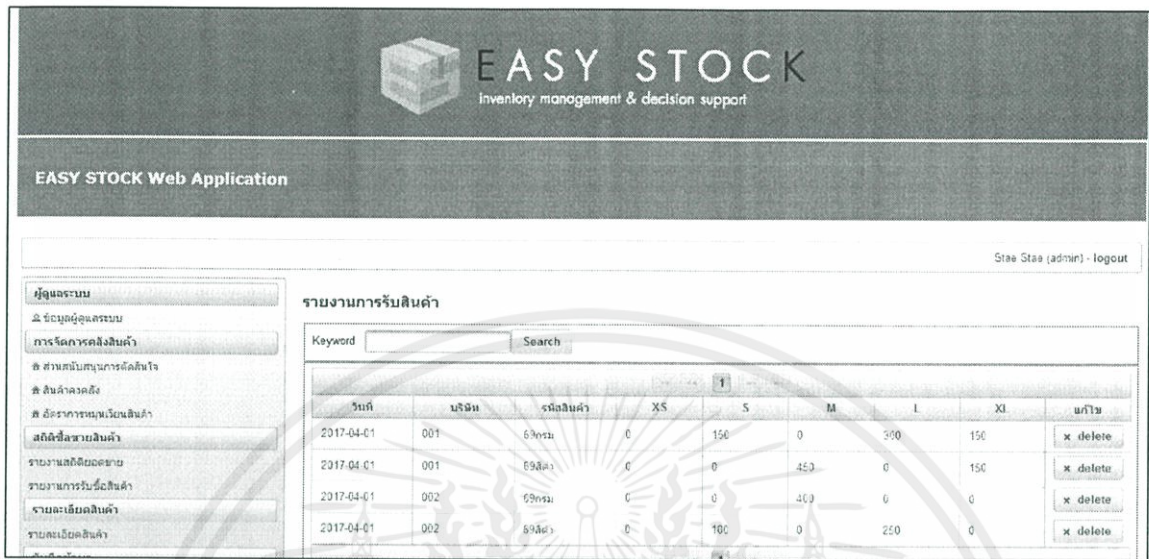 EASY STOCK
inventory management & decision support
EASY STOCK Web Application
Stae Stae (admin) - logout
ผู้ดูแลระบบ
ข้อมูลผู้ดูแลระบบ
การจัดการคลังสินค้า
ส่วนสนับสนุนการตัดสินใจ
สินค้าคงคลัง
อัตราการหมุนเวียนสินค้า
สถิติซื้อขายสินค้า
รายงานสถิติยอดขาย
รายงานการรับซื้อสินค้า
รายละเอียดสินค้า
รายละเอียดสินค้า
รายงานการรับสินค้า
Keyword Search
1
วันที่ บริษัท รหัสสินค้า XS S M L XL แก้ไข
2017-04-01 001 69กรม 0 150 0 300 150 x delete
2017-04-01 001 0 0 450 0 150 x delete
2017-04-01 002 69กรม 0 0 400 0 0 x delete
2017-04-01 002 0 100 0 250 0 x delete
1